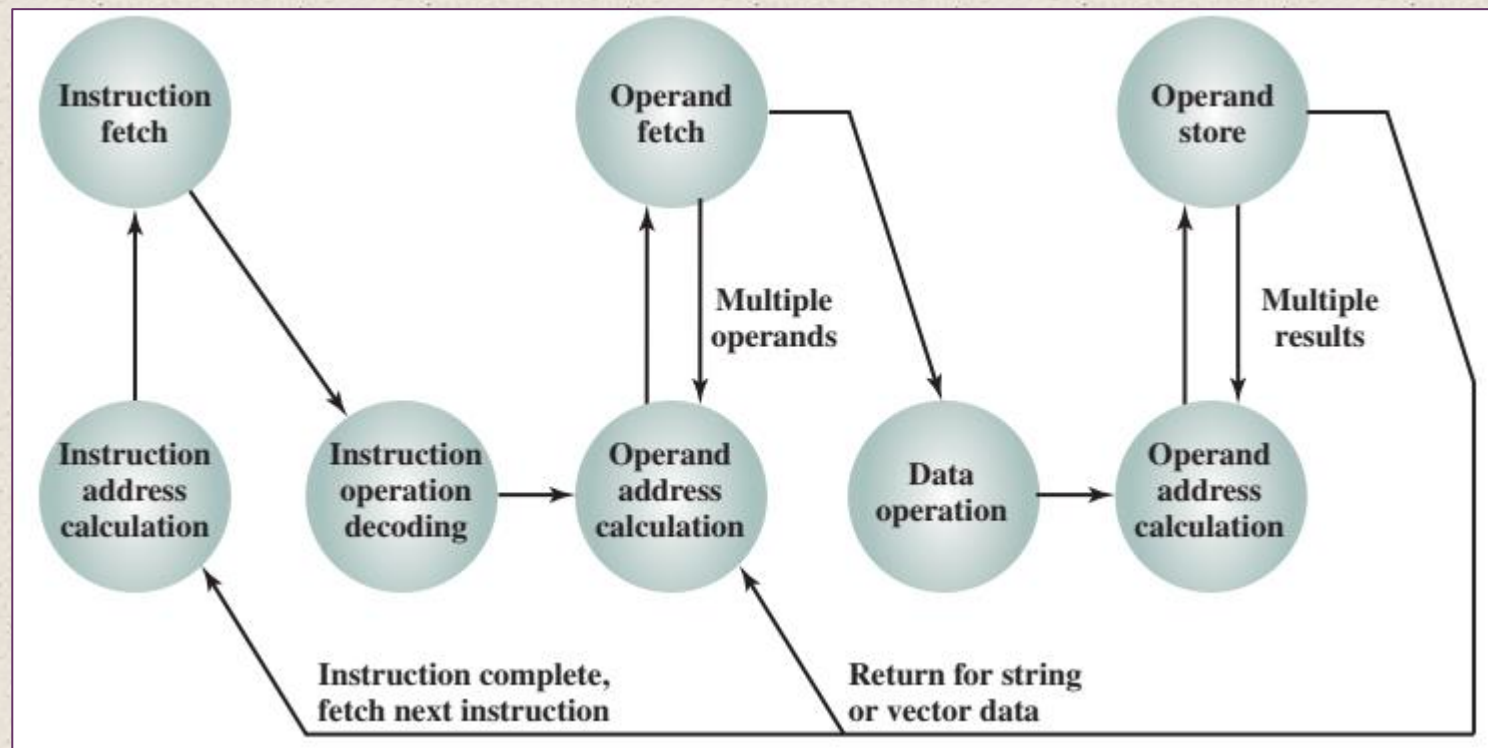 Instruction
fetch
Operand
fetch
Operand
store
Multiple
operands
Multiple
results
Instruction
address
calculation
Instruction
operation
decoding
Operand
address
calculation
Data
operation
Operand
address
calculation
Instruction complete,
fetch next instruction
Return for string
or vector data